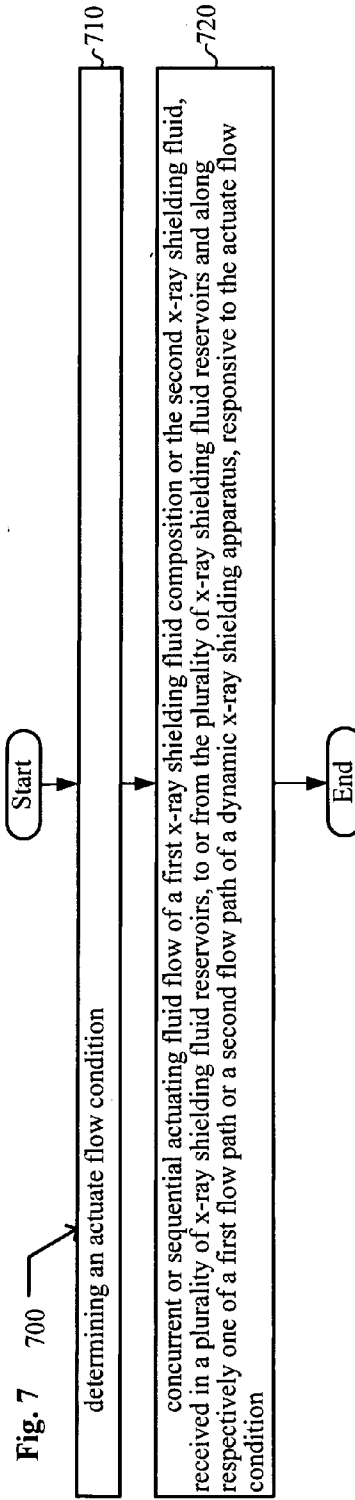 Fig. 7
700
Start
determining an actuate flow condition
710
concurrent or sequential actuating fluid flow of a first x-ray shielding fluid composition or the second x-ray shielding fluid,
received in a plurality of x-ray shielding fluid reservoirs, to or from the plurality of x-ray shielding fluid reservoirs and along
respectively one of a first flow path or a second flow path of a dynamic x-ray shielding apparatus, responsive to the actuate flow
condition
720
End